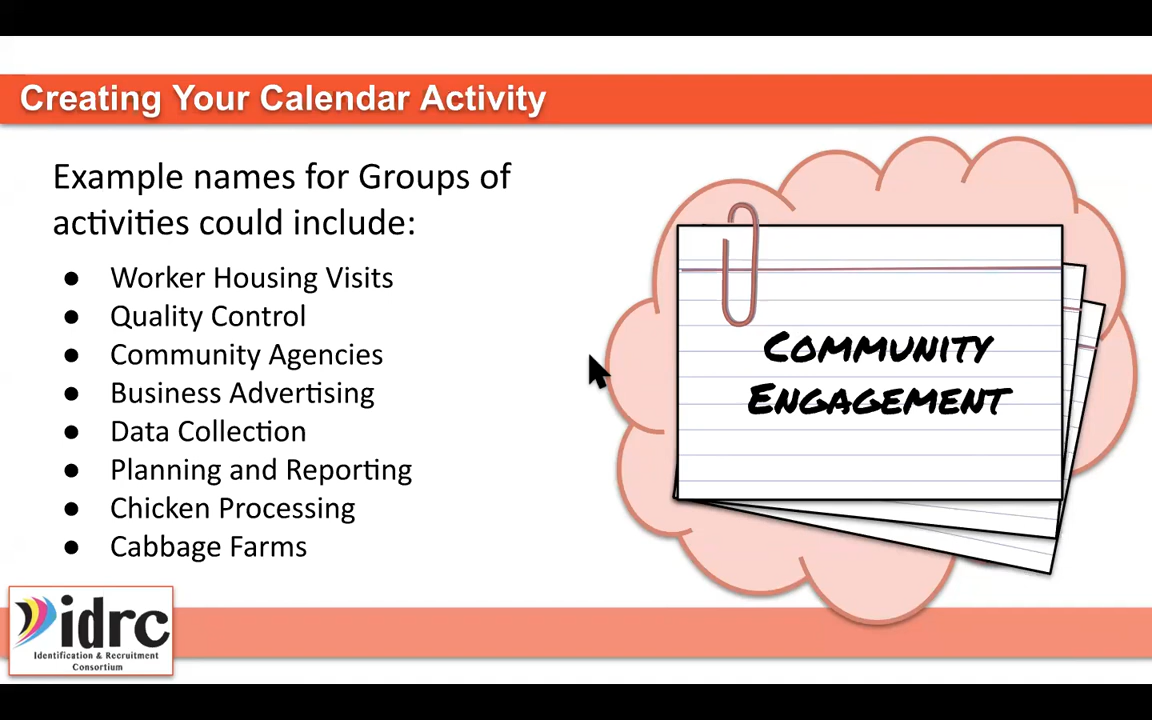 Creating Your Calendar Activity
Example names for Groups of
activities could include:
● Worker Housing Visits
● Quality Control
● Community Agencies
● Business Advertising
● Data Collection
● Planning and Reporting
● Chicken Processing
● Cabbage Farms
COMMUNITY
ENGAGEMENT
idrc
Identification & Recruitment
Consortium